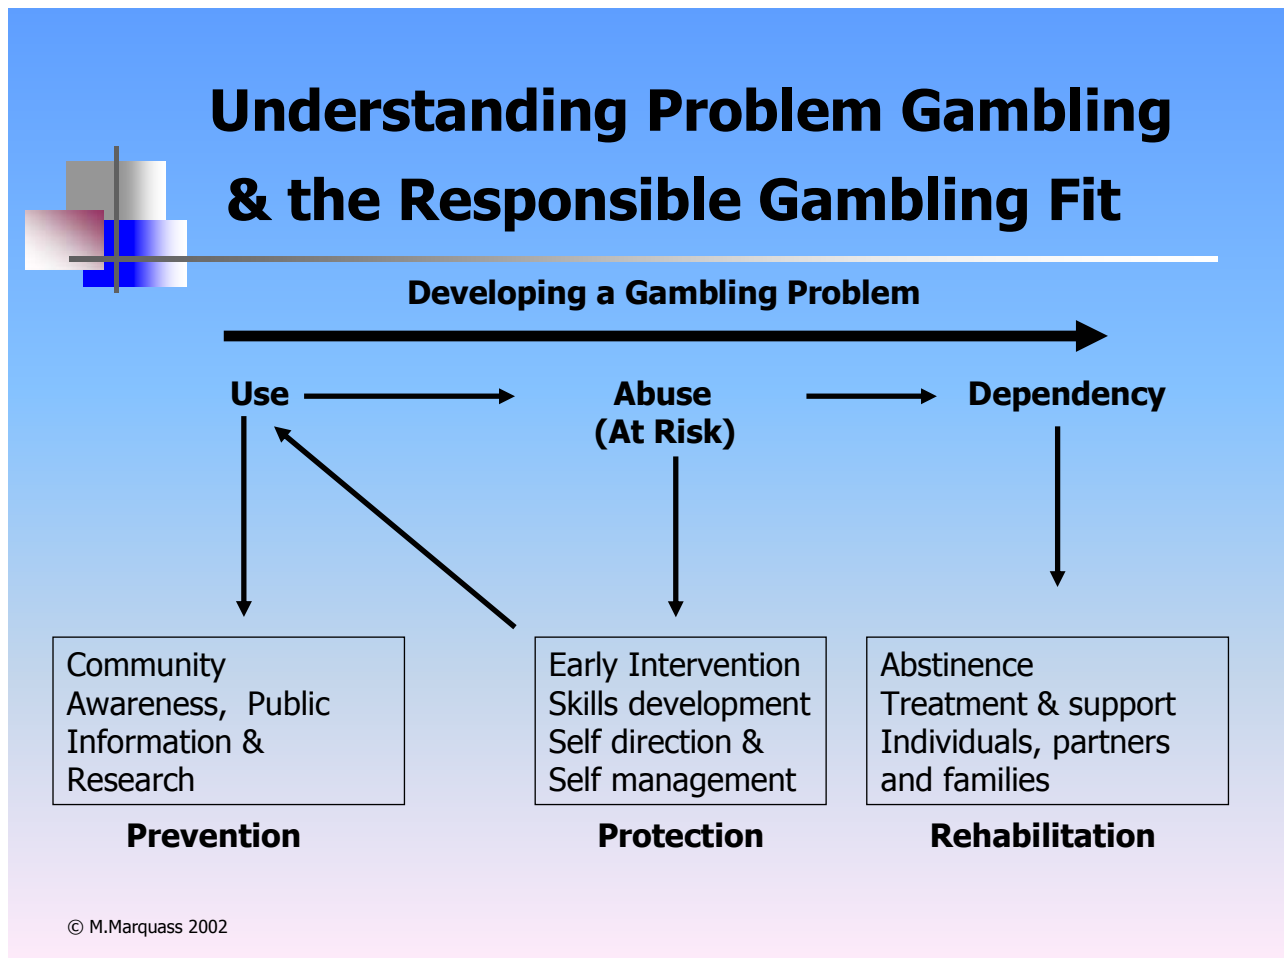 Understanding Problem Gambling
& the Responsible Gambling Fit
Developing a Gambling Problem
Use
Abuse
(At Risk)
Dependency
Community
Awareness,  Public
Information &
Research
Prevention
Early Intervention
Skills development
Self direction &
Self management
Protection
Abstinence
Treatment & support
Individuals, partners
and families
Rehabilitation
© M.Marquass 2002